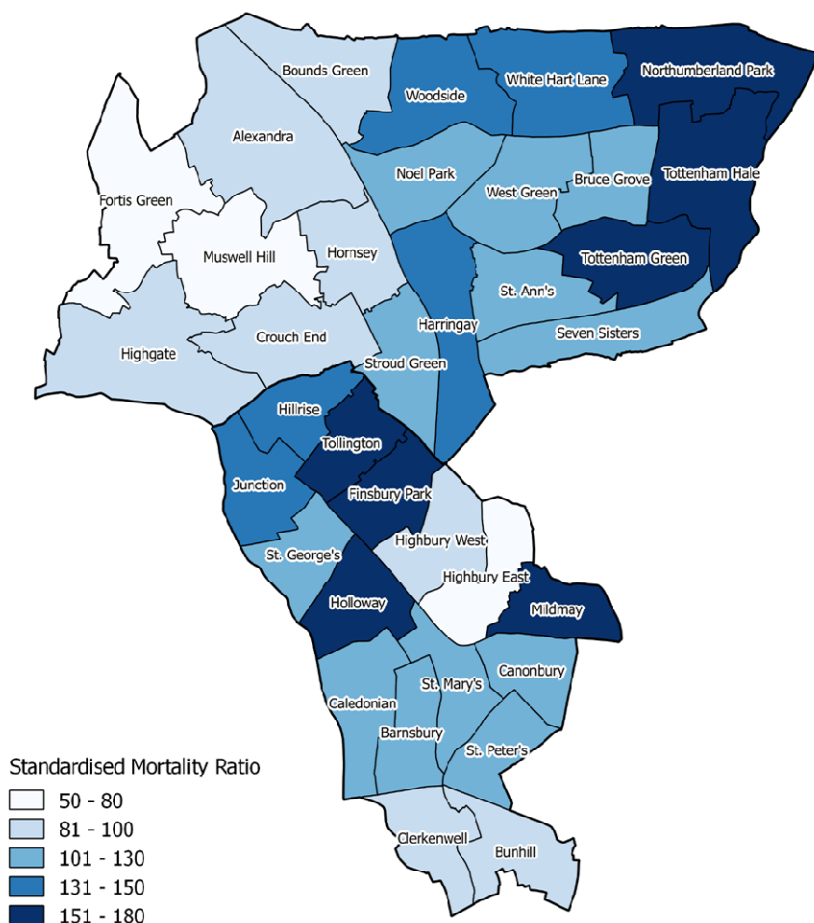 Bounds Green
Woodside
White Hart Lane
Northumberland Park
Alexandra
Noel Park
West Green
Bruce Grove
Tottenham Hale
Fortis Green
Muswell Hill
Hornsey
Tottenham Green
St. Ann's
Harringay
Seven Sisters
Crouch End
Highgate
Stroud Green
Hillrise
Tollington
Junction
Finsbury Park
Highbury West
St. George's
Highbury East
Holloway
Mildmay
Canonbury
St. Mary's
Caledonian
Barnsbury
St. Peter's
Standardised Mortality Ratio
50 - 80
81 - 100
101 - 130
131 - 150
151 - 180
Clerkenwell
Bunhill